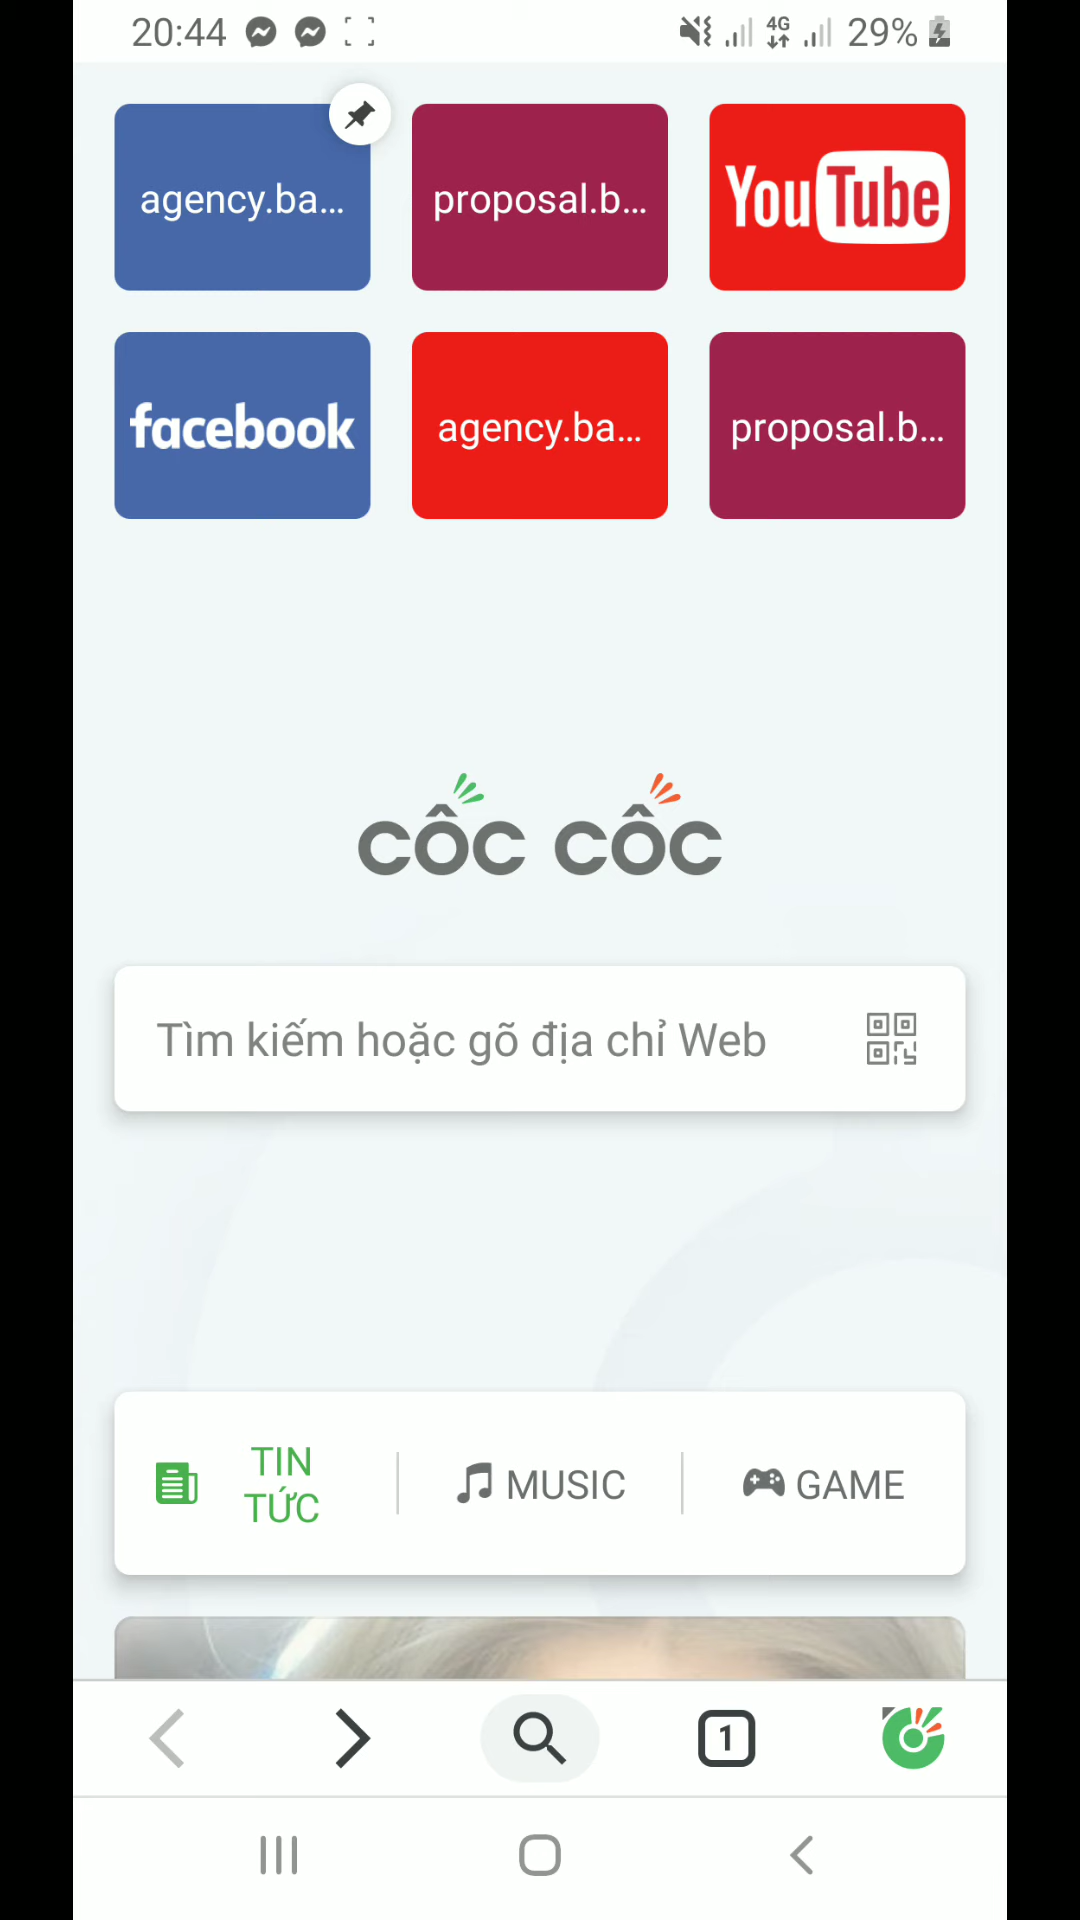 20:44 4G 29%
agency.ba... proposal.b... YouTube
facebook agency.ba... proposal.b...
cốc cốc
Tìm kiếm hoặc gõ địa chỉ Web
TIN
TỨC
MUSIC GAME
1